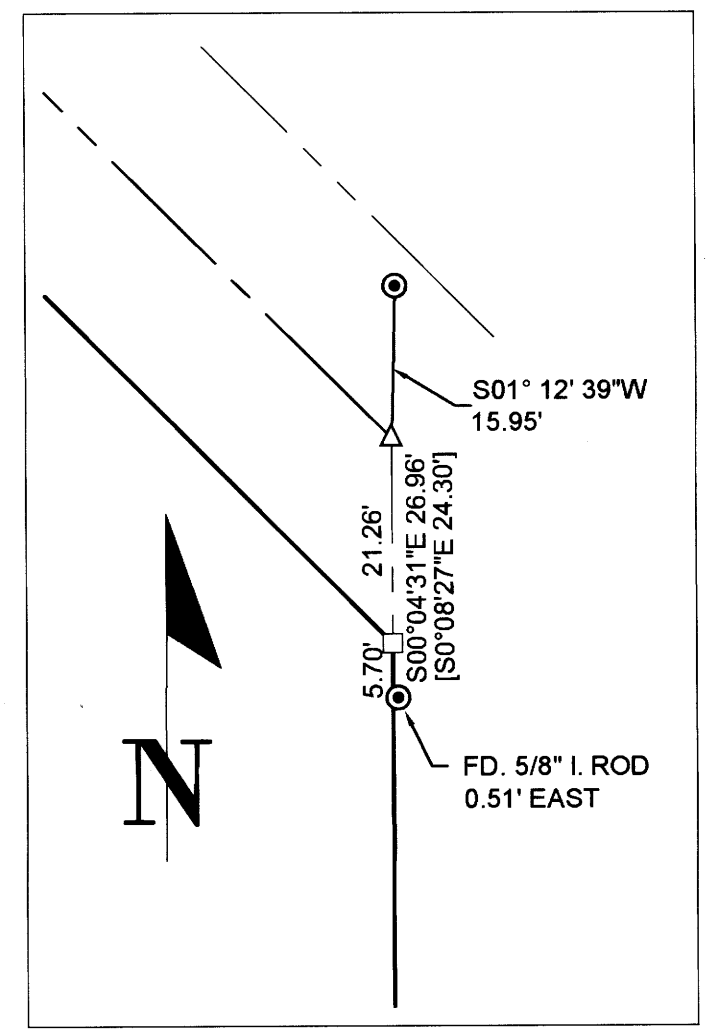 S01° 12' 39"W
15.95'
21.26'
S00°04'31"E 26.96'
[S0°08'27"E 24.30']
5.70'
FD. 5/8" I. ROD
0.51' EAST
N